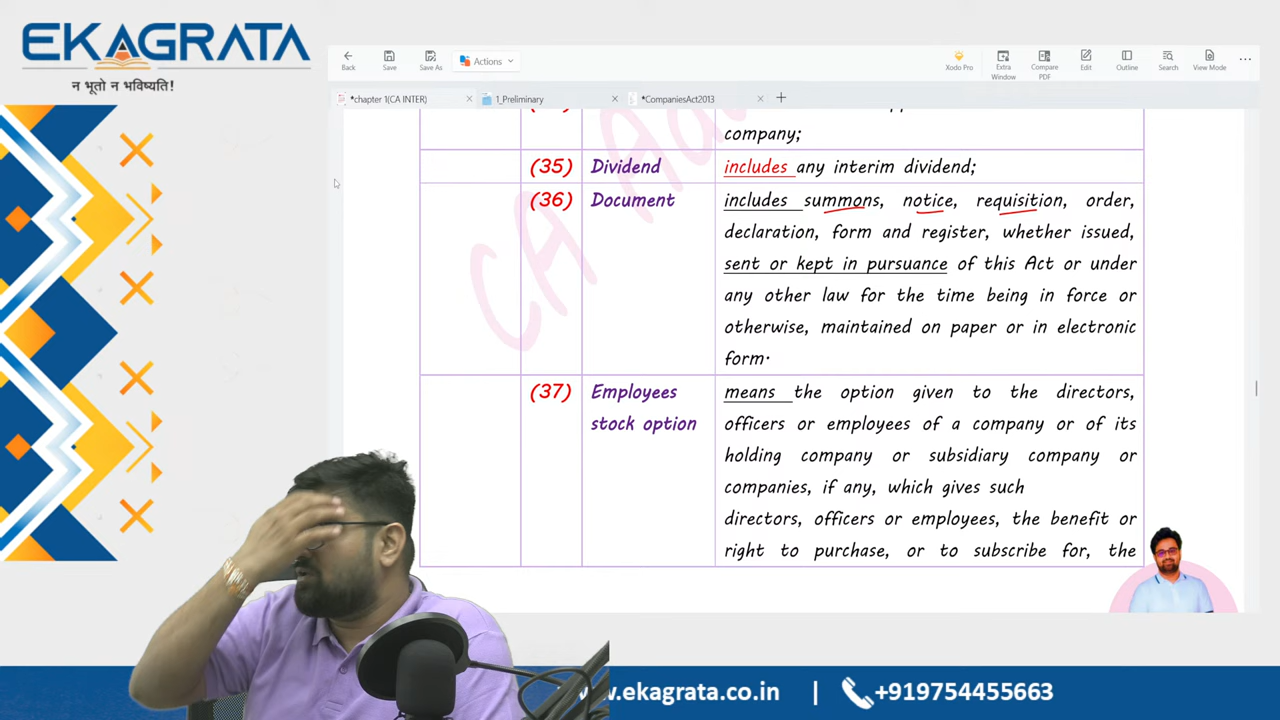 EKAGRATA
न भूतो न भविष्यति!
Back
Save
Save As
Actions
Xodo Pro
Extra Window
Compare PDF
Edit
Outline
Search
View Mode
*chapter 1(CA INTER)
1_Preliminary
*CompaniesAct2013
company;
(35) Dividend includes any interim dividend;
(36) Document includes summons, notice, requisition, order,
declaration, form and register, whether issued,
sent or kept in pursuance of this Act or under
any other law for the time being in force or
otherwise, maintained on paper or in electronic
form.
(37) Employees means the option given to the directors,
stock option officers or employees of a company or of its
holding company or subsidiary company or
companies, if any, which gives such
directors, officers or employees, the benefit or
right to purchase, or to subscribe for, the
CA
.ekagrata.co.in | +919754455663